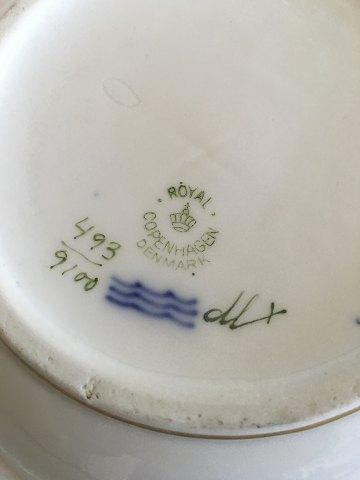 ROYAL
COPENHAGEN
DENMARK
493
9100